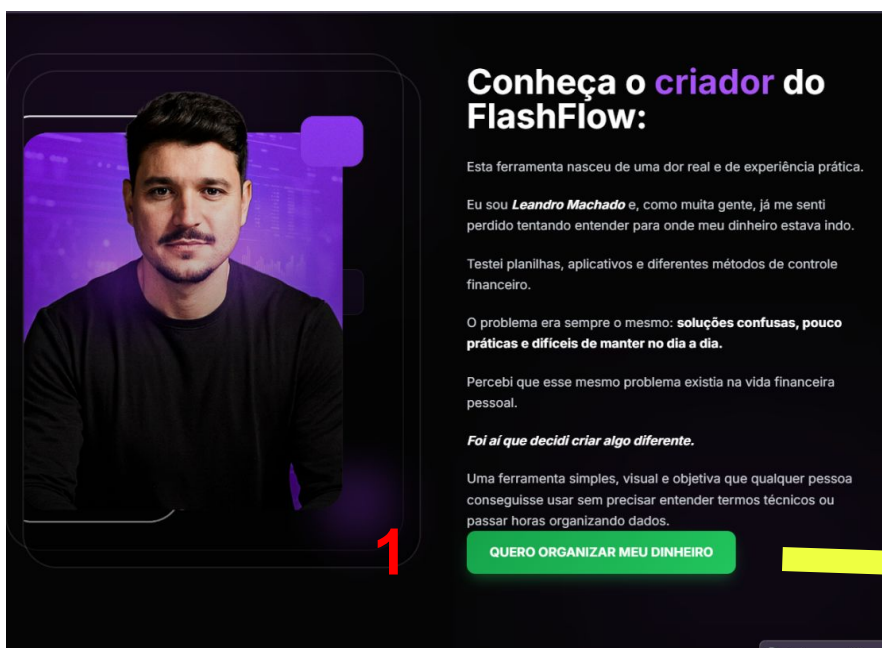 Conheça o criador do
FlashFlow:
Esta ferramenta nasceu de uma dor real e de experiência prática.
Eu sou Leandro Machado e, como muita gente, já me senti
perdido tentando entender para onde meu dinheiro estava indo.
Testei planilhas, aplicativos e diferentes métodos de controle
financeiro.
O problema era sempre o mesmo: soluções confusas, pouco
práticas e difíceis de manter no dia a dia.
Percebi que esse mesmo problema existia na vida financeira
pessoal.
Foi aí que decidi criar algo diferente.
Uma ferramenta simples, visual e objetiva que qualquer pessoa
conseguisse usar sem precisar entender termos técnicos ou
passar horas organizando dados.
1
QUERO ORGANIZAR MEU DINHEIRO